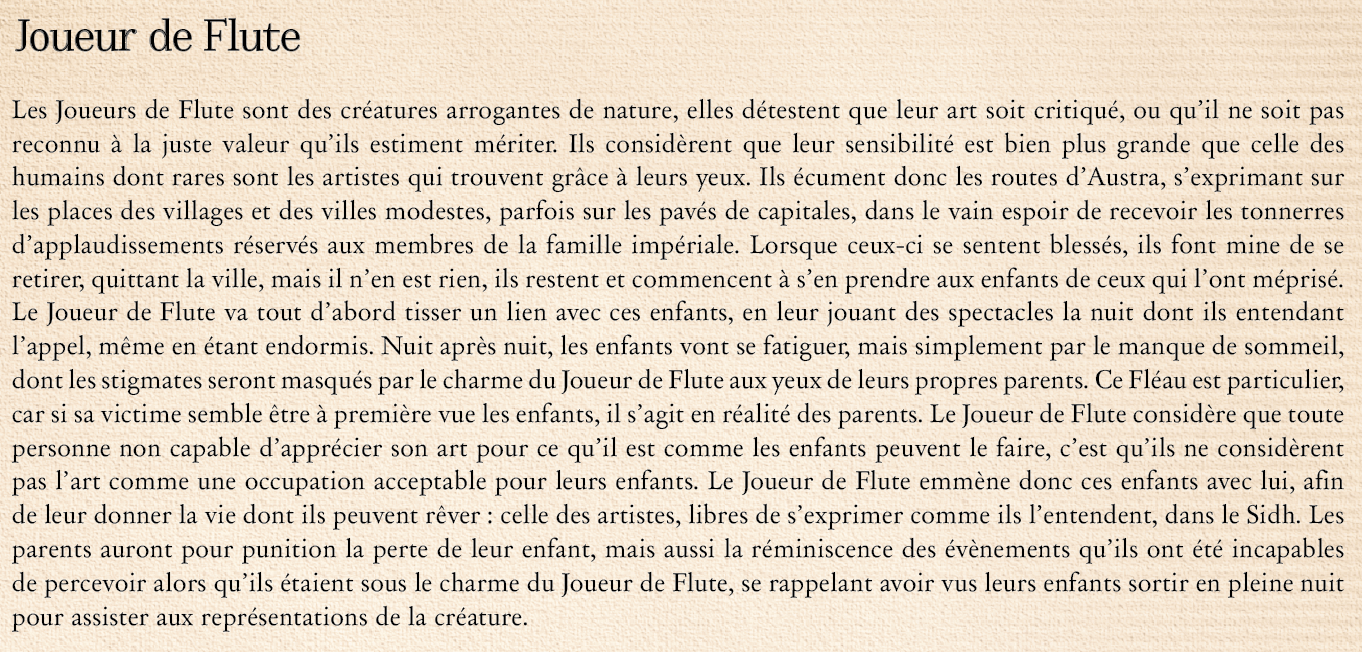 Joueur de Flute
Les Joueurs de Flute sont des créatures arrogantes de nature, elles détestent que leur art soit critiqué, ou qu'il ne soit pas
reconnu à la juste valeur qu'ils estiment mériter. Ils considèrent que leur sensibilité est bien plus grande que celle des
humains dont rares sont les artistes qui trouvent grâce à leurs yeux. Ils écument donc les routes d'Austra, s'exprimant sur
les places des villages et des villes modestes, parfois sur les pavés de capitales, dans le vain espoir de recevoir les tonnerres
d'applaudissements réservés aux membres de la famille impériale. Lorsque ceux-ci se sentent blessés, ils font mine de se
retirer, quittant la ville, mais il n'en est rien, ils restent et commencent à s'en prendre aux enfants de ceux qui l'ont méprisé.
Le Joueur de Flute va tout d'abord tisser un lien avec ces enfants, en leur jouant des spectacles la nuit dont ils entendant
l'appel, même en étant endormis. Nuit après nuit, les enfants vont se fatiguer, mais simplement par le manque de sommeil,
dont les stigmates seront masqués par le charme du Joueur de Flute aux yeux de leurs propres parents. Ce Fléau est particulier,
car si sa victime semble être à première vue les enfants, il s'agit en réalité des parents. Le Joueur de Flute considère que toute
personne non capable d'apprécier son art pour ce qu'il est comme les enfants peuvent le faire, c'est qu'ils ne considèrent
pas l'art comme une occupation acceptable pour leurs enfants. Le Joueur de Flute emmène donc ces enfants avec lui, afin
de leur donner la vie dont ils peuvent rêver : celle des artistes, libres de s'exprimer comme ils l'entendent, dans le Sidh. Les
parents auront pour punition la perte de leur enfant, mais aussi la réminiscence des évènements qu'ils ont été incapables
de percevoir alors qu'ils étaient sous le charme du Joueur de Flute, se rappelant avoir vus leurs enfants sortir en pleine nuit
pour assister aux représentations de la créature.